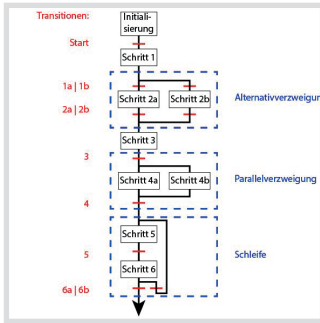 Transitionen:
Initiali-
sierung
Start
Schritt 1
1a | 1b
Schritt 2a
Schritt 2b
Alternativverzweigun
2a | 2b
Schritt 3
3
Schritt 4a
Schritt 4b
Parallelverzweigung
4
Schritt 5
5
Schleife
Schritt 6
6a | 6b